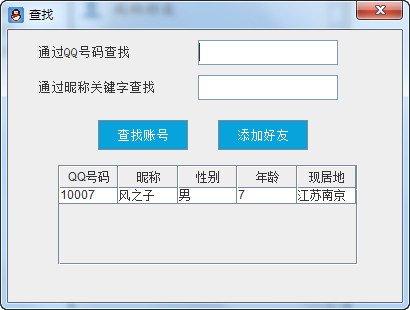 查找
通过QQ号码查找
通过昵称关键字查找
查找账号 添加好友
QQ号码 昵称 性别 年龄 现居地
10007 风之子 男 7 江苏南京